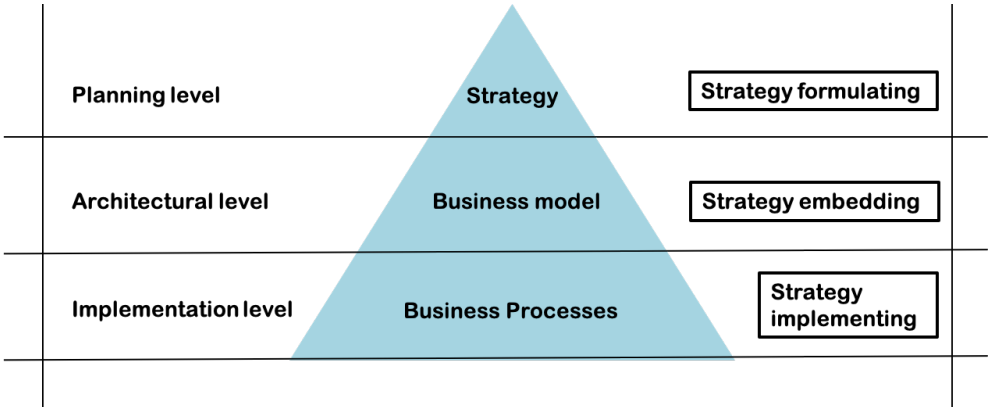 Planning level
Strategy
Strategy formulating
Architectural level
Business model
Strategy embedding
Implementation level
Business Processes
Strategy
implementing